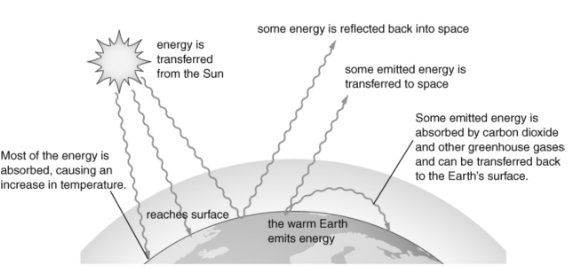 some energy is reflected back into space
energy is
transferred
from the Sun
some emitted energy is
transferred to space
Some emitted energy is
absorbed by carbon dioxide
and other greenhouse gases
and can be transferred back
to the Earth's surface.
Most of the energy is
absorbed, causing an
increase in temperature.
reaches surface
the warm Earth
emits energy